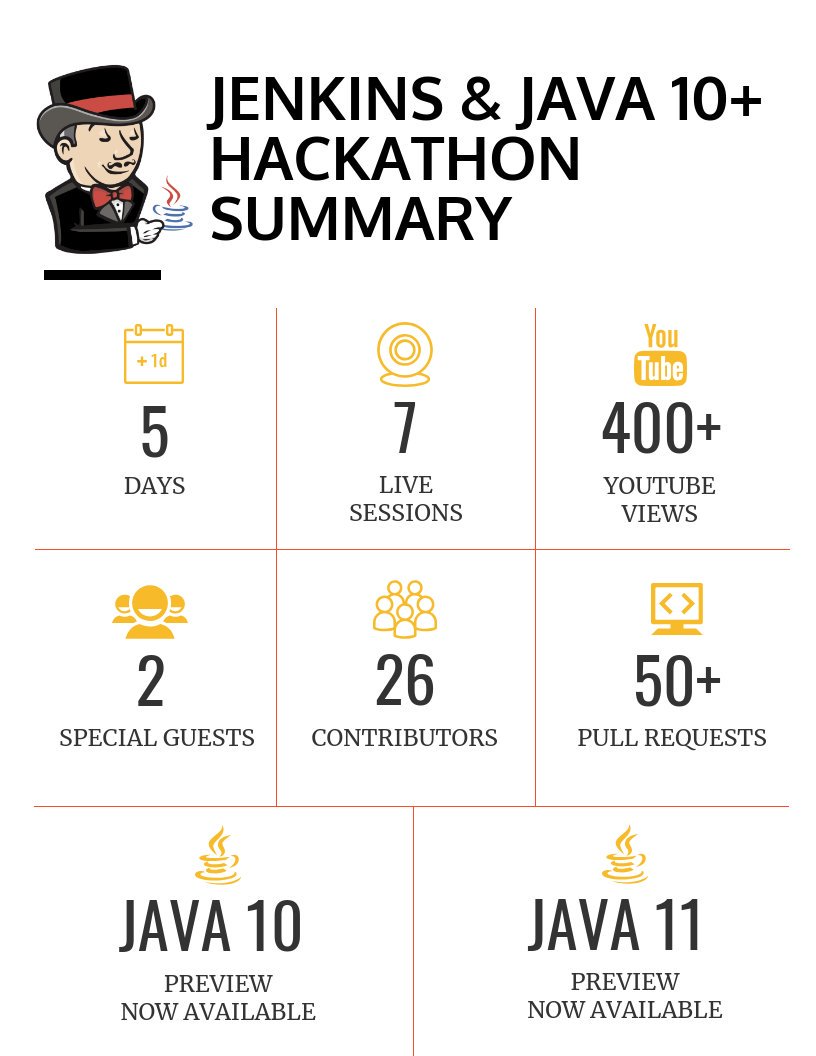 JENKINS & JAVA 10+
HACKATHON
SUMMARY
+ 1d
5
DAYS
7
LIVE
SESSIONS
You
Tube
400+
YOUTUBE
VIEWS
2
SPECIAL GUESTS
26
CONTRIBUTORS
50+
PULL REQUESTS
JAVA 10
PREVIEW
NOW AVAILABLE
JAVA 11
PREVIEW
NOW AVAILABLE